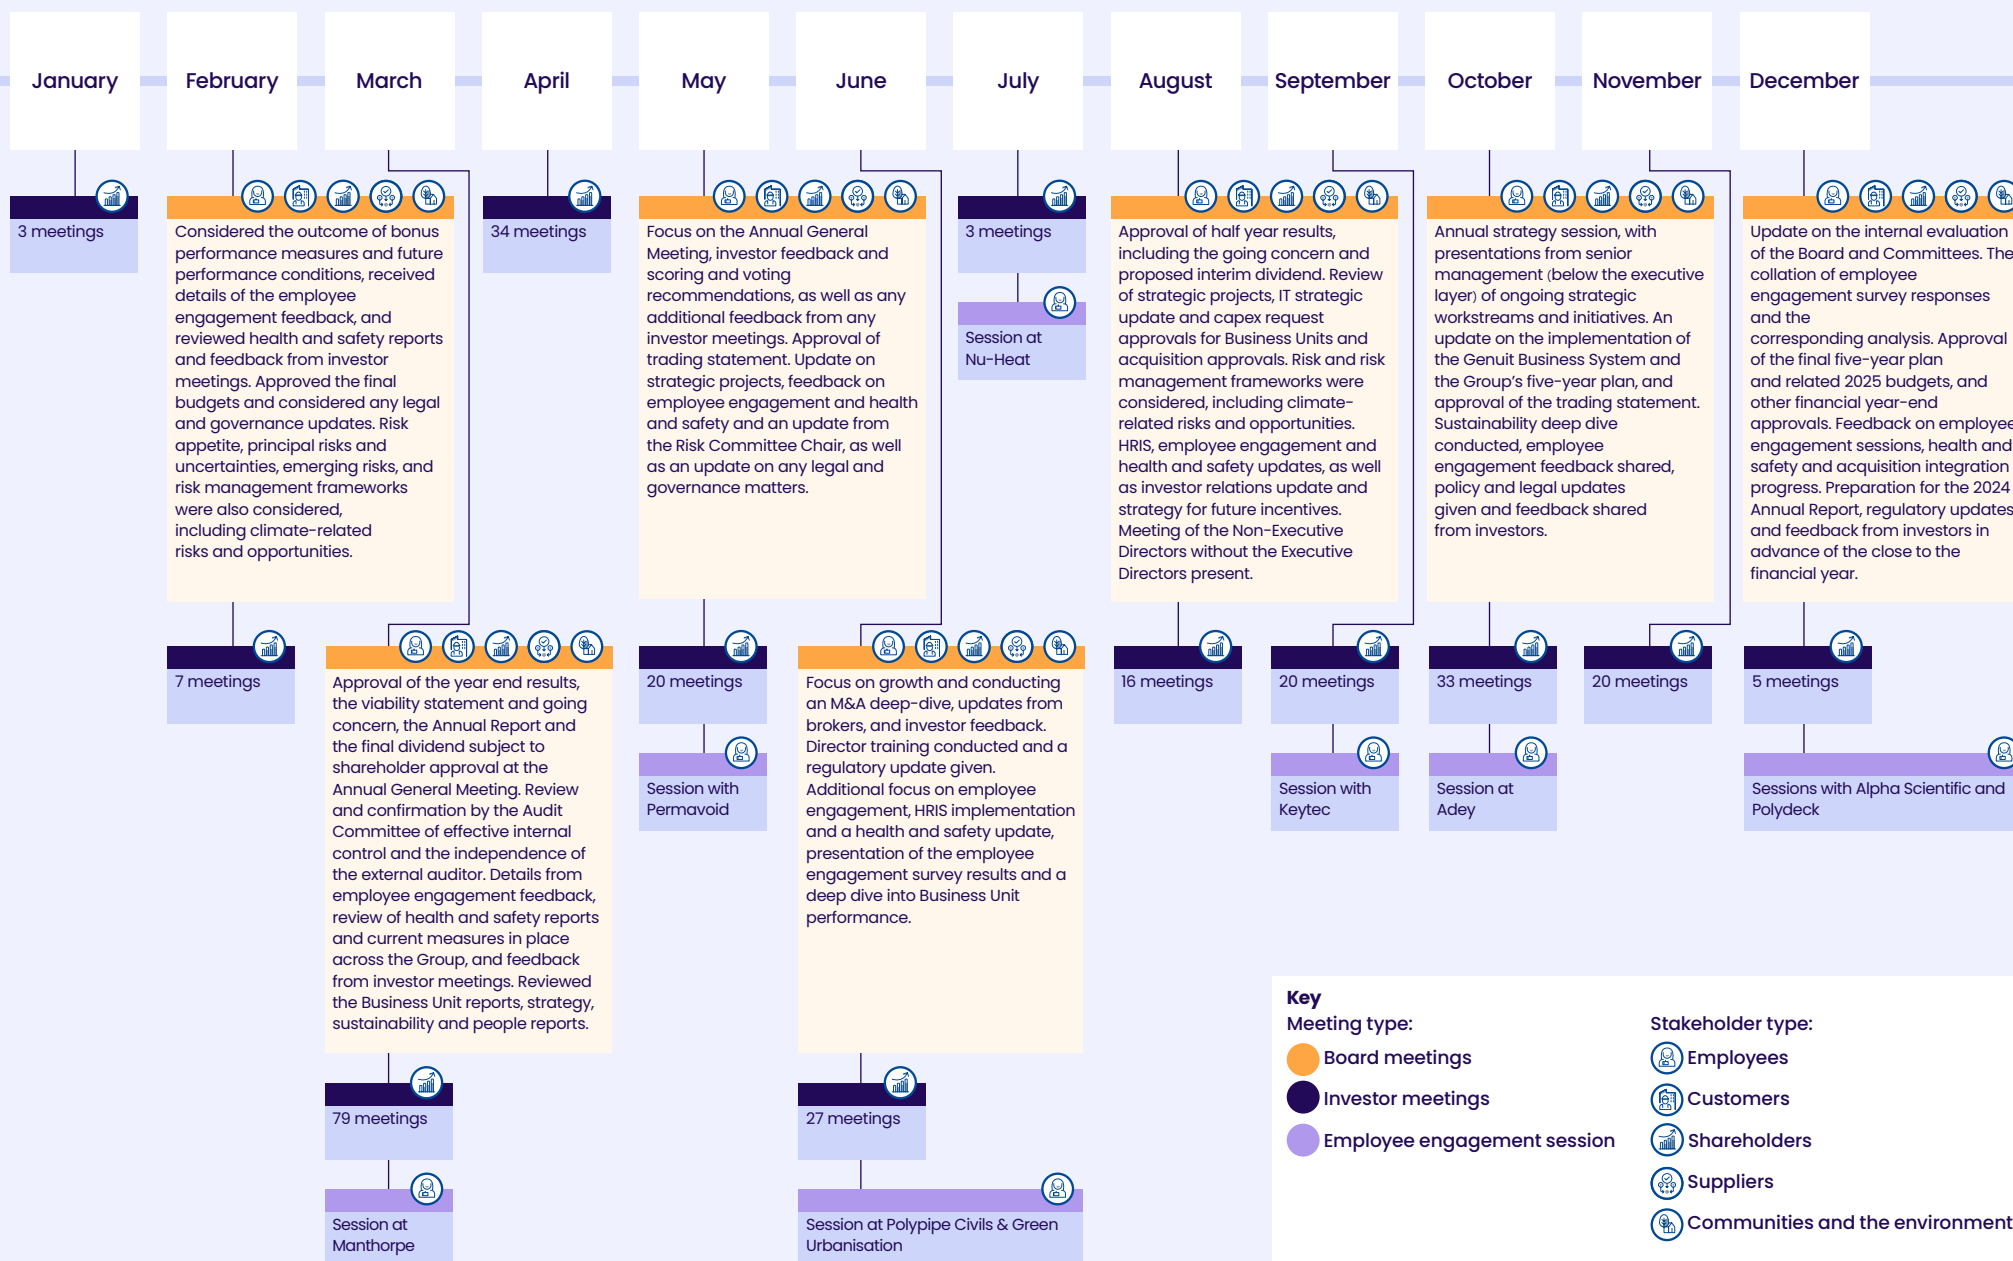 January
February
March
April
May
June
July
August
September
October
November
December
3 meetings
Considered the outcome of bonus
performance measures and future
performance conditions, received
details of the employee
engagement feedback, and
reviewed health and safety reports
and feedback from investor
meetings. Approved the final
budgets and considered any legal
and governance updates. Risk
appetite, principal risks and
uncertainties, emerging risks, and
risk management frameworks
were also considered,
including climate-related
risks and opportunities.
7 meetings
Approval of the year end results,
the viability statement and going
concern, the Annual Report and
the final dividend subject to
shareholder approval at the
Annual General Meeting. Review
and confirmation by the Audit
Committee of effective internal
control and the independence of
the external auditor. Details from
employee engagement feedback,
review of health and safety reports
and current measures in place
across the Group, and feedback
from investor meetings. Reviewed
the Business Unit reports, strategy,
sustainability and people reports.
79 meetings
Session at
Manthorpe
34 meetings
Focus on the Annual General
Meeting, investor feedback and
scoring and voting
recommendations, as well as any
additional feedback from any
investor meetings. Approval of
trading statement. Update on
strategic projects, feedback on
employee engagement and health
and safety and an update from
the Risk Committee Chair, as well
as an update on any legal and
governance matters.
20 meetings
Session with
Permavoid
Focus on growth and conducting
an M&A deep-dive, updates from
brokers, and investor feedback.
Director training conducted and a
regulatory update given.
Additional focus on employee
engagement, HRIS implementation
and a health and safety update,
presentation of the employee
engagement survey results and a
deep dive into Business Unit
performance.
27 meetings
Session at Polypipe Civils & Green
Urbanisation
3 meetings
Session at
Nu-Heat
Approval of half year results,
including the going concern and
proposed interim dividend. Review
of strategic projects, IT strategic
update and capex request
approvals for Business Units and
acquisition approvals. Risk and risk
management frameworks were
considered, including climate-
related risks and opportunities.
HRIS, employee engagement and
health and safety updates, as well
as investor relations update and
strategy for future incentives.
Meeting of the Non-Executive
Directors without the Executive
Directors present.
16 meetings
20 meetings
Session with
Keytec
Annual strategy session, with
presentations from senior
management (below the executive
layer) of ongoing strategic
workstreams and initiatives. An
update on the implementation of
the Genuit Business System and
the Group's five-year plan, and
approval of the trading statement.
Sustainability deep dive
conducted, employee
engagement feedback shared,
policy and legal updates
given and feedback shared
from investors.
33 meetings
Session at
Adey
20 meetings
Update on the internal evaluation
of the Board and Committees. The
collation of employee
engagement survey responses
and the
corresponding analysis. Approval
of the final five-year plan
and related 2025 budgets, and
other financial year-end
approvals. Feedback on employee
engagement sessions, health and
safety and acquisition integration
progress. Preparation for the 2024
Annual Report, regulatory updates
and feedback from investors in
advance of the close to the
financial year.
5 meetings
Sessions with Alpha Scientific and
Polydeck
Key
Meeting type:
Board meetings
Investor meetings
Employee engagement session
Stakeholder type:
Employees
Customers
Shareholders
Suppliers
Communities and the environment